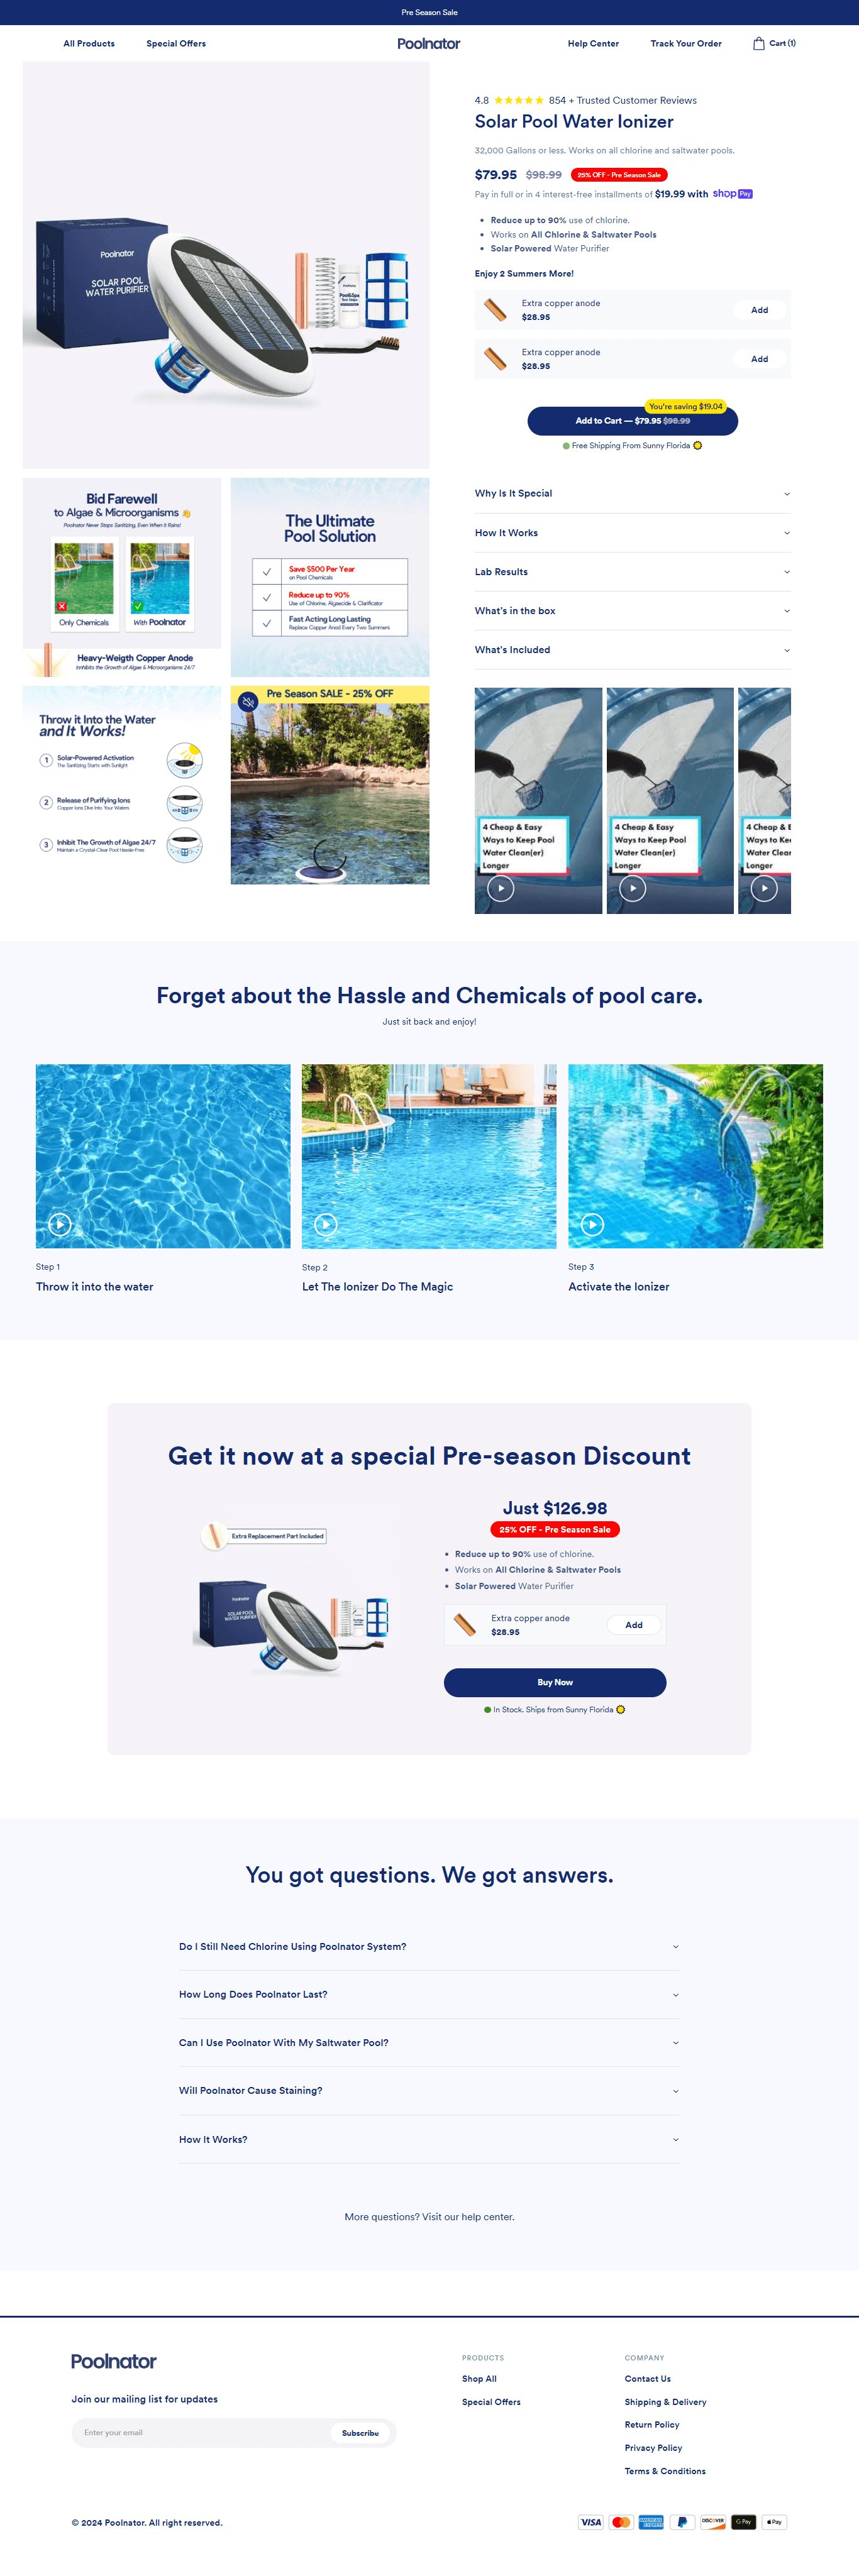 Pre Season Sale
All Products
Special Offers
Poolnator
Help Center
Track Your Order
Cart (1)
Poolnator
SOLAR POOL
WATER PURIFIER
4.8 854 + Trusted Customer Reviews
Solar Pool Water Ionizer
32,000 Gallons or less. Works on all chlorine and saltwater pools.
$79.95 $98.99 25% OFF - Pre Season Sale
Pay in full or in 4 interest-free installments of $19.99 with shop Pay
Reduce up to 90% use of chlorine.
Works on All Chlorine & Saltwater Pools
Solar Powered Water Purifier
Enjoy 2 Summers More!
Extra copper anode
$28.95
Add
Extra copper anode
$28.95
Add
You're saving $19.04
Add to Cart — $79.95 $98.99
Free Shipping From Sunny Florida
Bid Farewell
to Algae & Microorganisms
Poolnator Never Stops Sanitizing, Even When it Rains!
Only Chemicals
With Poolnator
Heavy-Weigth Copper Anode
Innhibits the Growth of Algae & Microorganisms 24/7
The Ultimate
Pool Solution
Save $500 Per Year
on Pool Chemicals
Reduce up to 90%
Use of Chlorine, Algaecide & Clarificator
Fast Acting Long Lasting
Replace Copper Anod Every Two Summers
Throw it Into the Water
and It Works!
1 Solar-Powered Activation
The Sanitizing Starts with Sunlight
2 Release of Purifying Ions
Copper Ions Dive Into Your Waters
3 Inhibit The Growth of Algae 24/7
Maintain a Crystal-Clear Pool Hassle-Free
Pre Season SALE - 25% OFF
Why Is It Special
How It Works
Lab Results
What's in the box
What's Included
4 Cheap & Easy
Ways to Keep Pool
Water Clean(er)
Longer
4 Cheap & Easy
Ways to Keep Pool
Water Clean(er)
Longer
4 Cheap & E
Ways to Kee
Water Clean
Longer
Forget about the Hassle and Chemicals of pool care.
Just sit back and enjoy!
Step 1
Throw it into the water
Step 2
Let The Ionizer Do The Magic
Step 3
Activate the Ionizer
Get it now at a special Pre-season Discount
Extra Replacement Part Included
Poolnator
SOLAR POOL
WATER PURIFIER
Just $126.98
25% OFF - Pre Season Sale
Reduce up to 90% use of chlorine.
Works on All Chlorine & Saltwater Pools
Solar Powered Water Purifier
Extra copper anode
$28.95
Add
Buy Now
In Stock. Ships from Sunny Florida
You got questions. We got answers.
Do I Still Need Chlorine Using Poolnator System?
How Long Does Poolnator Last?
Can I Use Poolnator With My Saltwater Pool?
Will Poolnator Cause Staining?
How It Works?
More questions? Visit our help center.
Poolnator
Join our mailing list for updates
Enter your email
Subscribe
PRODUCTS
Shop All
Special Offers
COMPANY
Contact Us
Shipping & Delivery
Return Policy
Privacy Policy
Terms & Conditions
© 2024 Poolnator. All right reserved.
VISA
AMERICAN EXPRESS
DISCOVER
G Pay
Pay